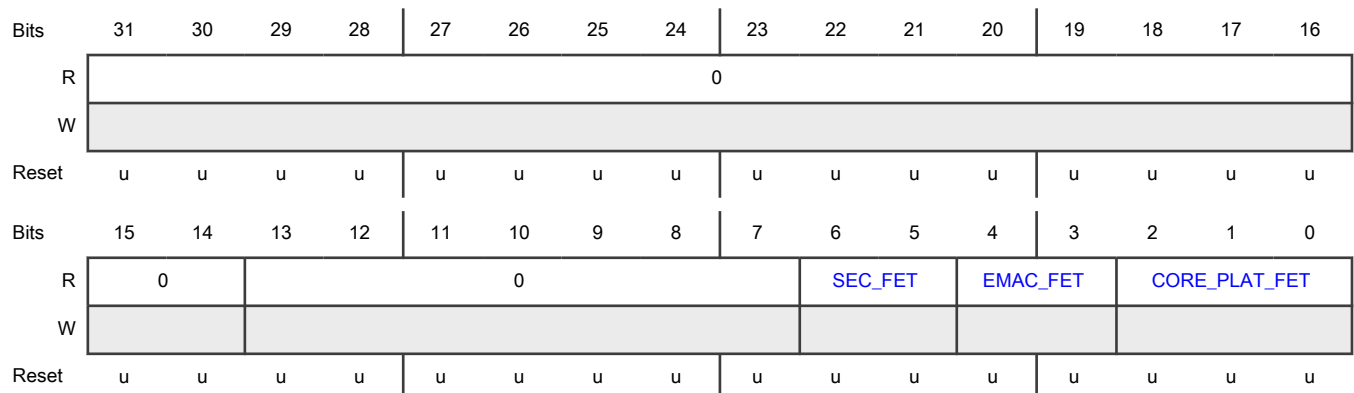 Bits 31 30 29 28 27 26 25 24 23 22 21 20 19 18 17 16
R 0
W
Reset u u u u u u u u u u u u u u u u
Bits 15 14 13 12 11 10 9 8 7 6 5 4 3 2 1 0
R 0 0 SEC_FET EMAC_FET CORE_PLAT_FET
W
Reset u u u u u u u u u u u u u u u u